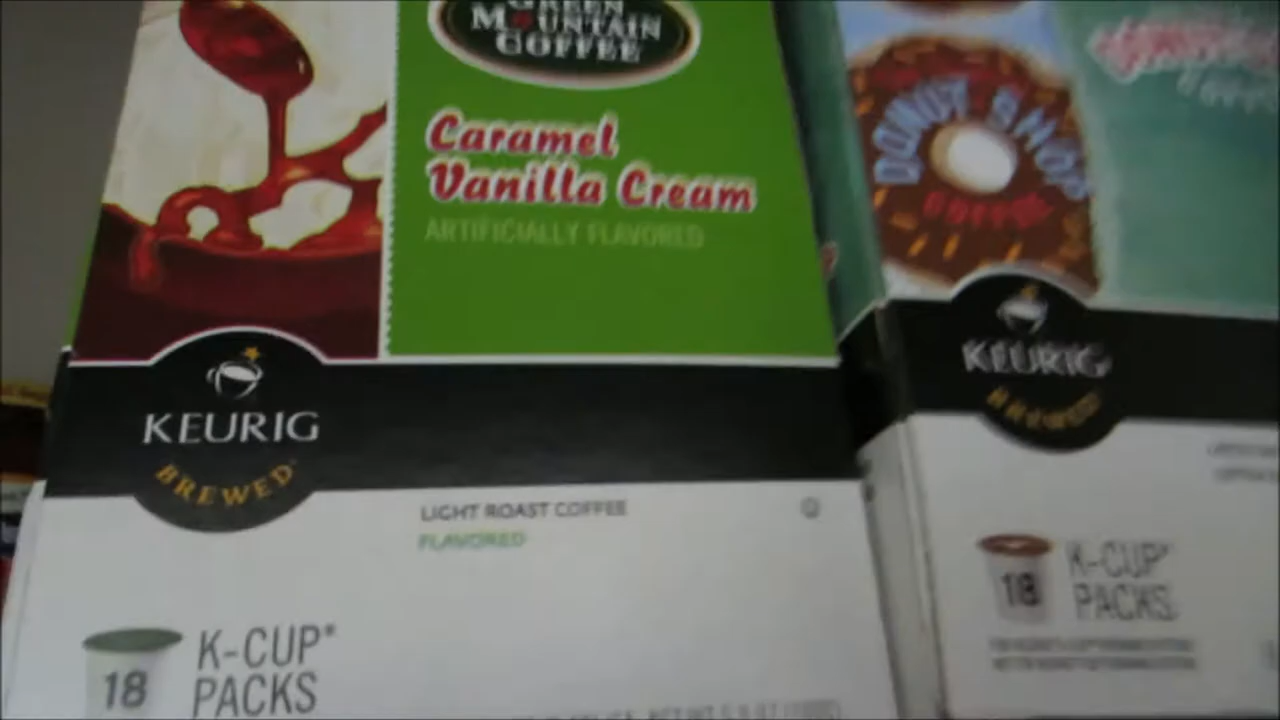 GREEN
MOUNTAIN
COFFEE
Caramel
Vanilla Cream
ARTIFICIALLY FLAVORED
KEURIG
BREWED
LIGHT ROAST COFFEE
FLAVORED
18
K-CUP®
PACKS
DONUT SHOP
COFFEE
KEURIG
BREWED
18
K-CUP®
PACKS